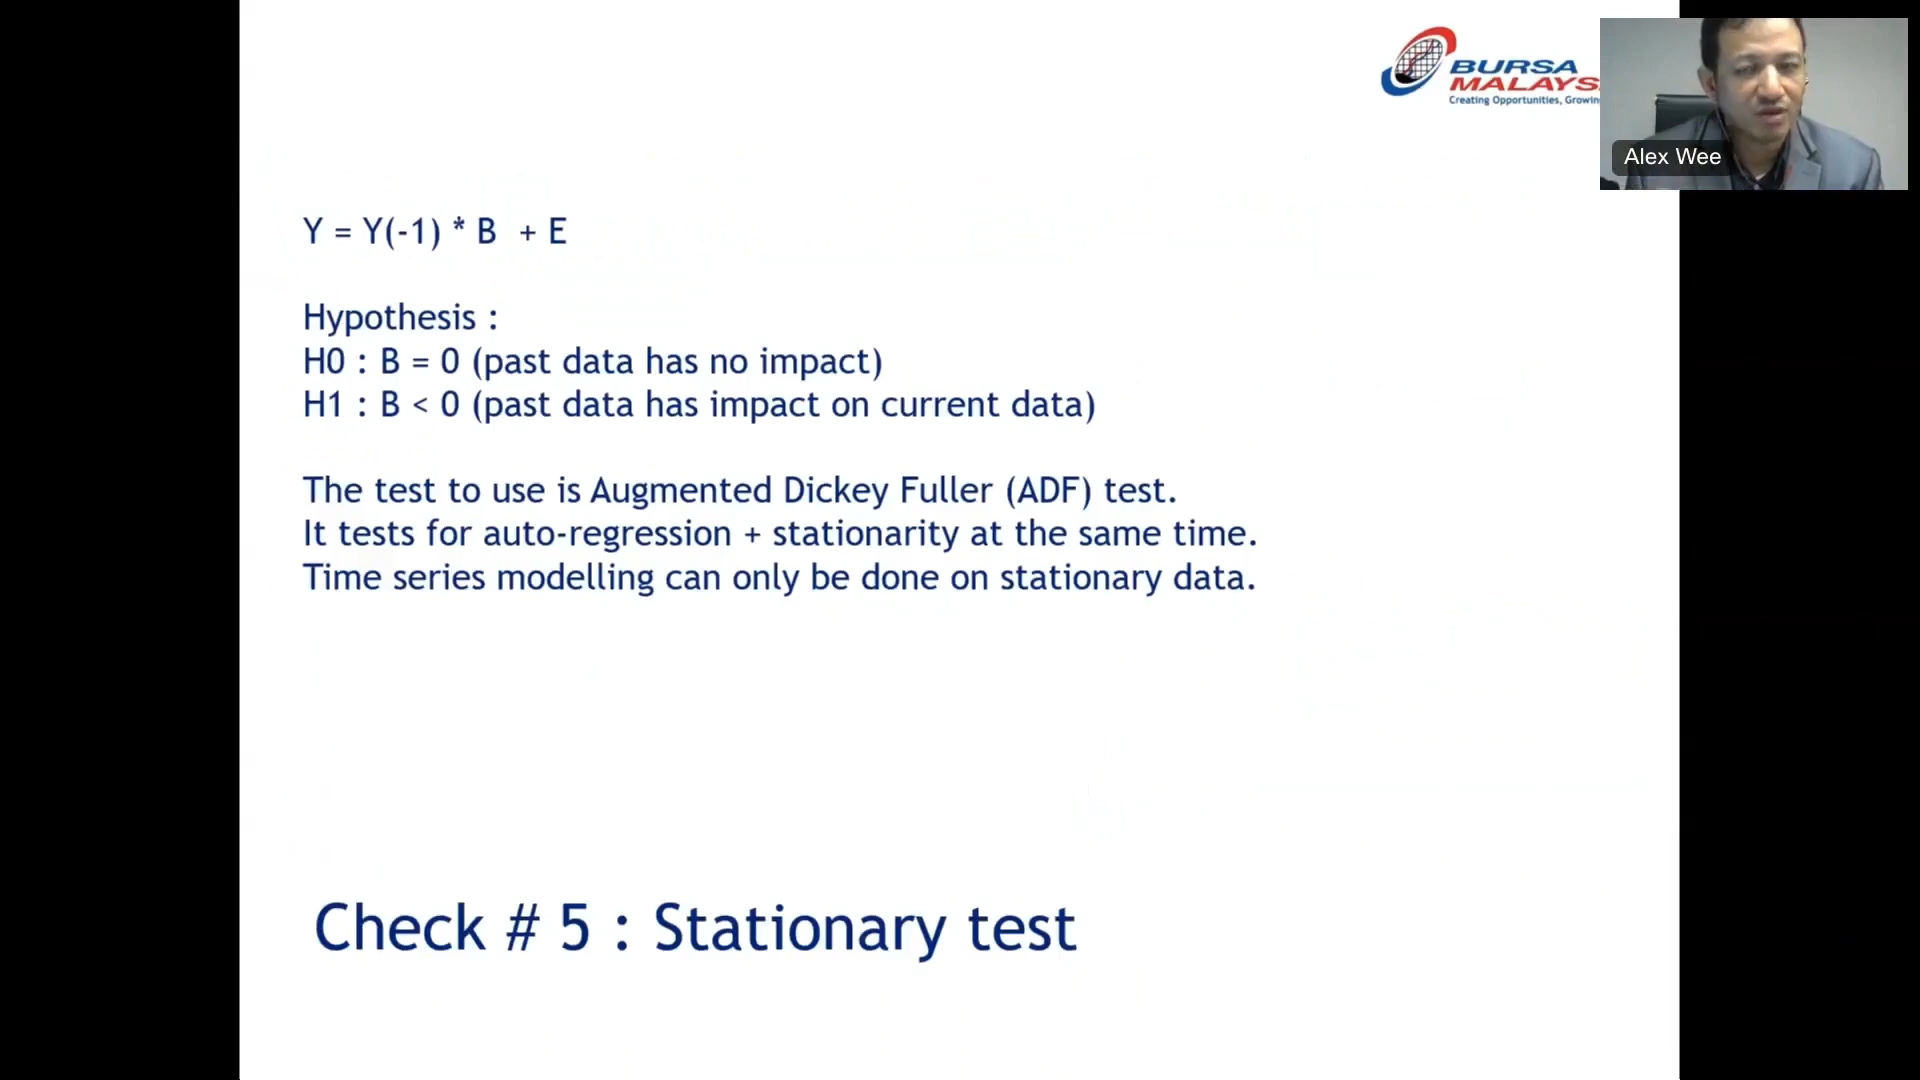 BURSA
MALAYS
Creating Opportunities, Growin
Alex Wee
Y = Y(-1) * B + E
Hypothesis :
H0 : B = 0 (past data has no impact)
H1 : B < 0 (past data has impact on current data)
The test to use is Augmented Dickey Fuller (ADF) test.
It tests for auto-regression + stationarity at the same time.
Time series modelling can only be done on stationary data.
Check # 5 : Stationary test